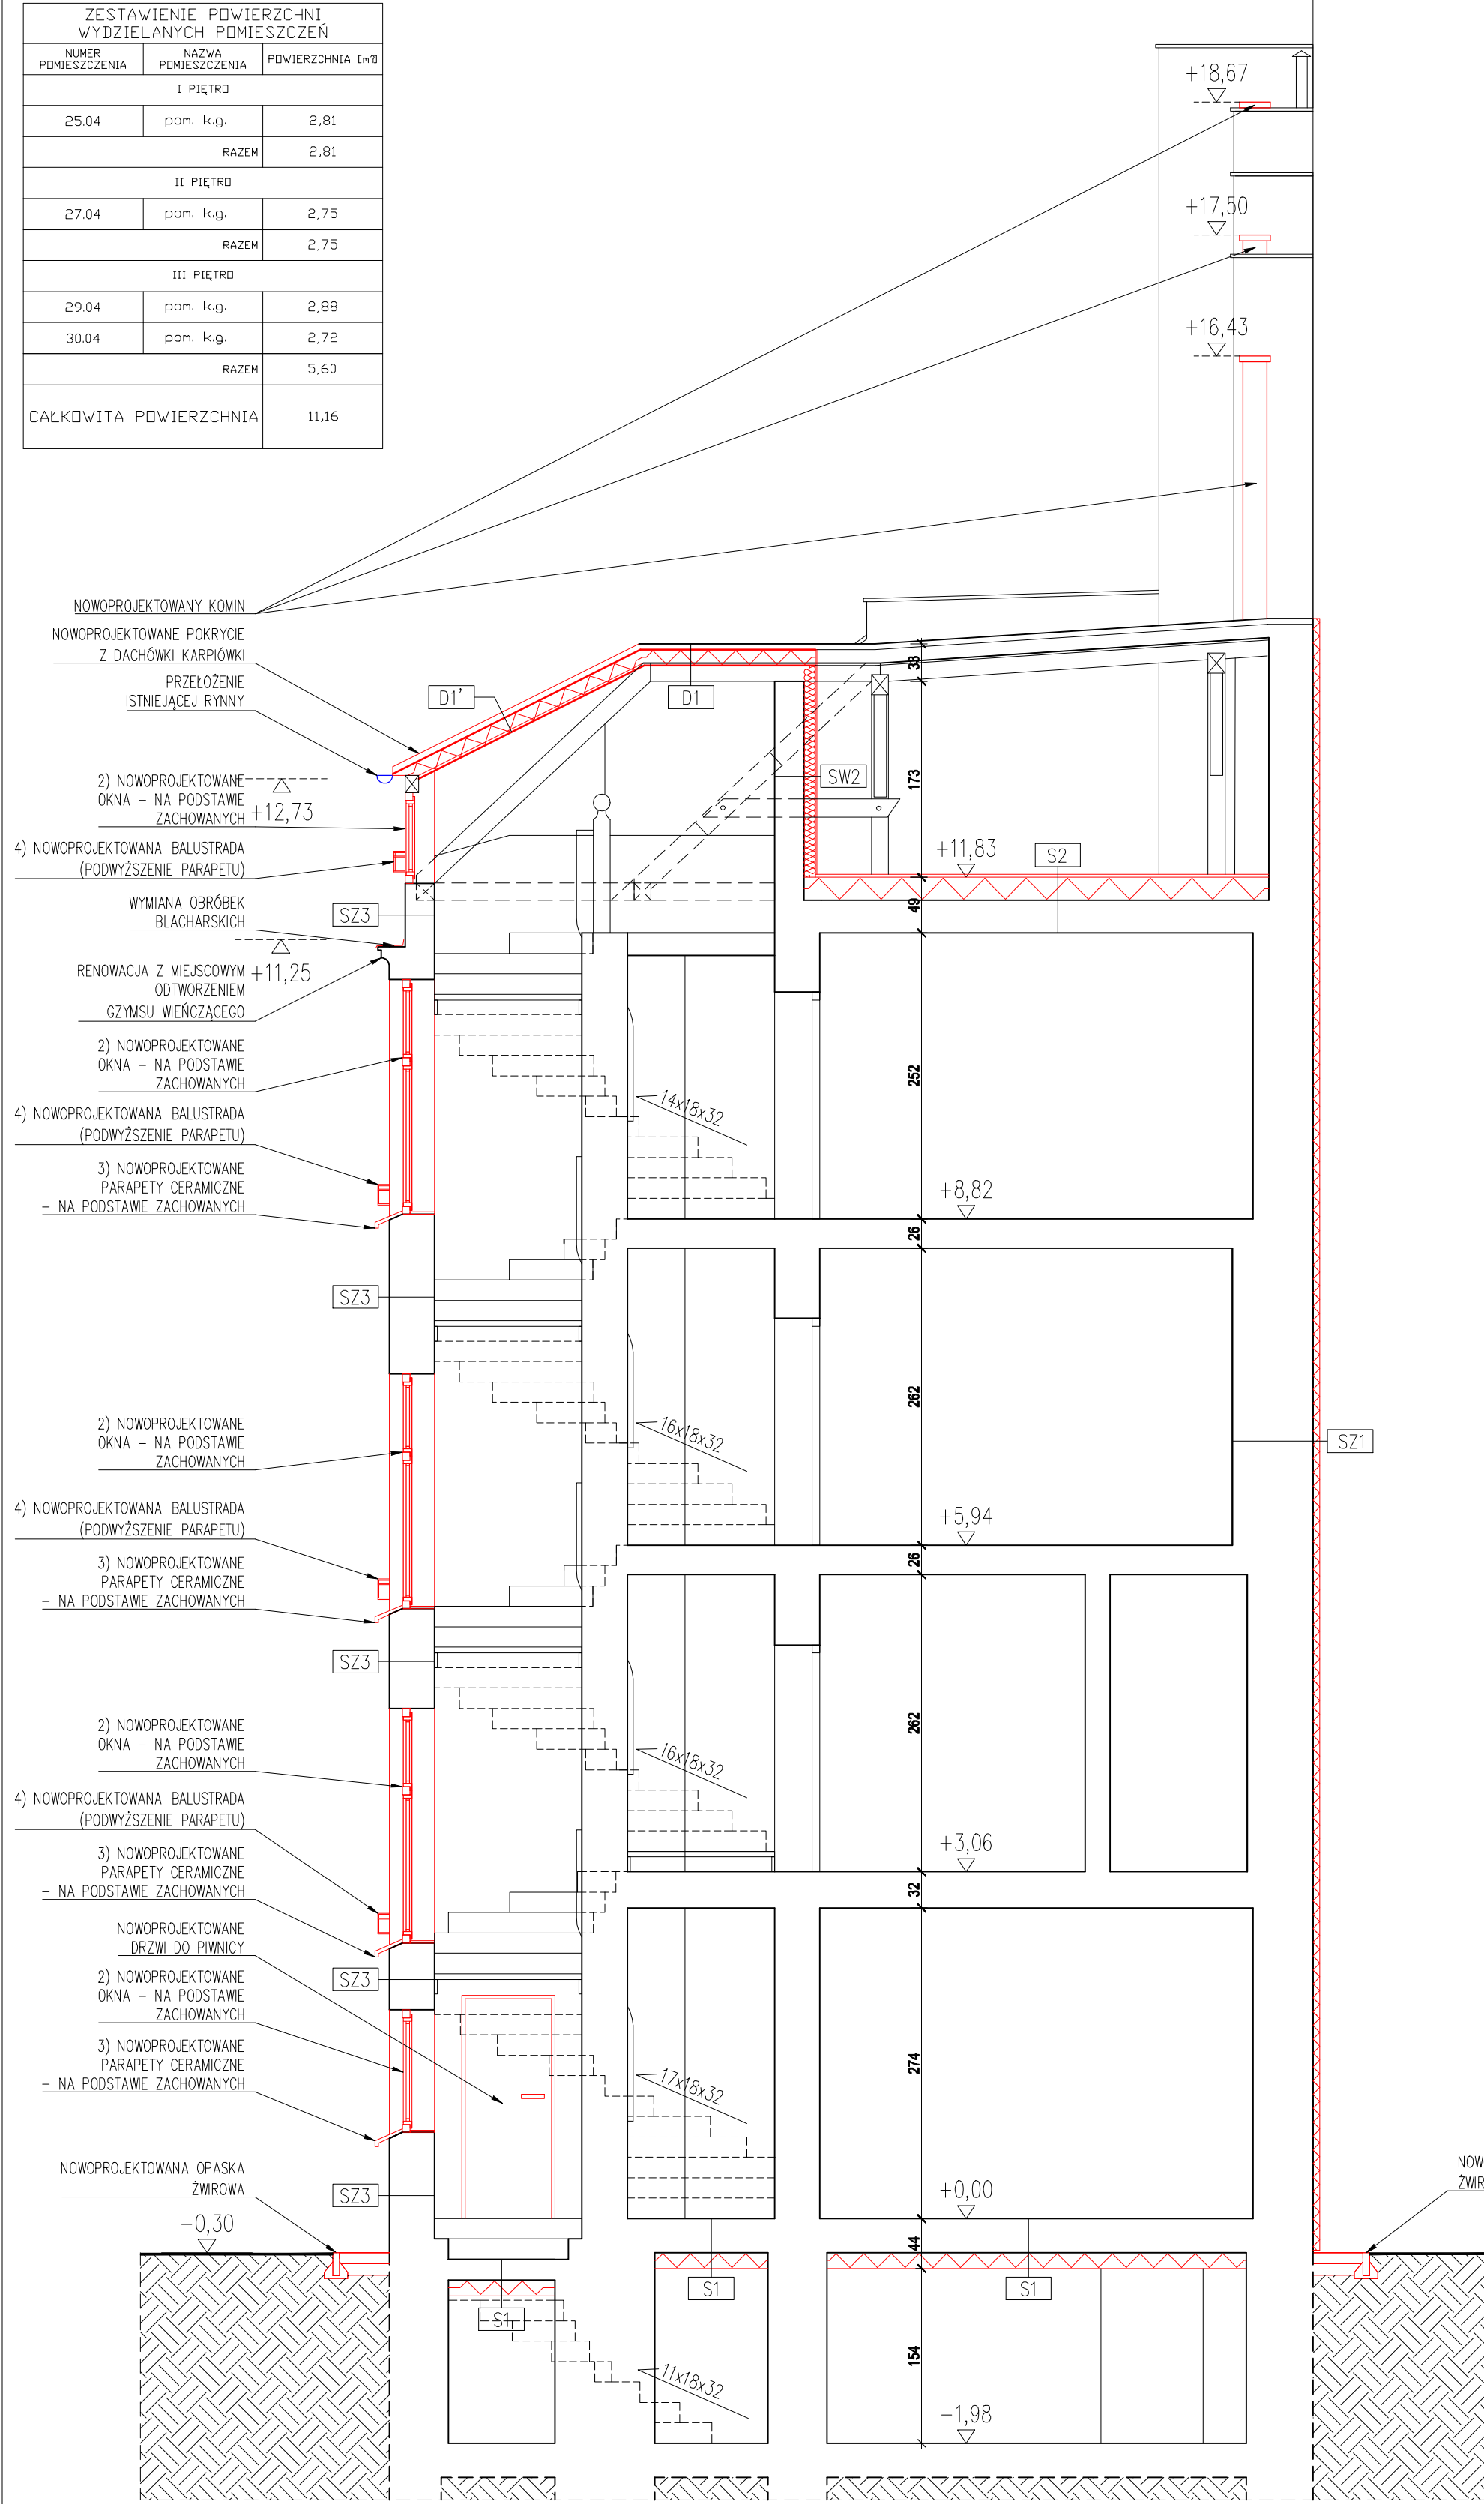 ZESTAWIENIE POWIERZCHNI
WYDZIELANYCH POMIESZCZEŃ
NUMER POMIESZCZENIA NAZWA POMIESZCZENIA POWIERZCHNIA [m²]
I PIĘTRO
25.04 pom. k.g. 2,81
RAZEM 2,81
II PIĘTRO
27.04 pom. k.g. 2,75
RAZEM 2,75
III PIĘTRO
29.04 pom. k.g. 2,88
30.04 pom. k.g. 2,72
RAZEM 5,60
CAŁKOWITA POWIERZCHNIA 11,16
+18,67
+17,50
+16,43
NOWOPROJEKTOWANY KOMIN
NOWOPROJEKTOWANE POKRYCIE
Z DACHÓWKI KARPIÓWKI
PRZEŁOŻENIE
ISTNIEJĄCEJ RYNNY
D1'
D1
38
2) NOWOPROJEKTOWANE
OKNA – NA PODSTAWIE
ZACHOWANYCH
+12,73
SW2
173
4) NOWOPROJEKTOWANA BALUSTRADA
(PODWYŻSZENIE PARAPETU)
+11,83
S2
WYMIANA OBRÓBEK
BLACHARSKICH
SZ3
49
RENOWACJA Z MIEJSCOWYM
ODTWORZENIEM
GZYMSU WIEŃCZĄCEGO
+11,25
2) NOWOPROJEKTOWANE
OKNA – NA PODSTAWIE
ZACHOWANYCH
252
14x18x32
4) NOWOPROJEKTOWANA BALUSTRADA
(PODWYŻSZENIE PARAPETU)
3) NOWOPROJEKTOWANE
PARAPETY CERAMICZNE
– NA PODSTAWIE ZACHOWANYCH
+8,82
26
SZ3
262
2) NOWOPROJEKTOWANE
OKNA – NA PODSTAWIE
ZACHOWANYCH
16x18x32
SZ1
4) NOWOPROJEKTOWANA BALUSTRADA
(PODWYŻSZENIE PARAPETU)
+5,94
26
3) NOWOPROJEKTOWANE
PARAPETY CERAMICZNE
– NA PODSTAWIE ZACHOWANYCH
SZ3
262
2) NOWOPROJEKTOWANE
OKNA – NA PODSTAWIE
ZACHOWANYCH
16x18x32
4) NOWOPROJEKTOWANA BALUSTRADA
(PODWYŻSZENIE PARAPETU)
3) NOWOPROJEKTOWANE
PARAPETY CERAMICZNE
– NA PODSTAWIE ZACHOWANYCH
+3,06
32
NOWOPROJEKTOWANE
DRZWI DO PIWNICY
SZ3
2) NOWOPROJEKTOWANE
OKNA – NA PODSTAWIE
ZACHOWANYCH
3) NOWOPROJEKTOWANE
PARAPETY CERAMICZNE
– NA PODSTAWIE ZACHOWANYCH
274
17x18x32
NOWOPROJEKTOWANA OPASKA
ŻWIROWA
SZ3
+0,00
NOW
ŻWIR
-0,30
44
S1
S1
S1
154
11x18x32
-1,98